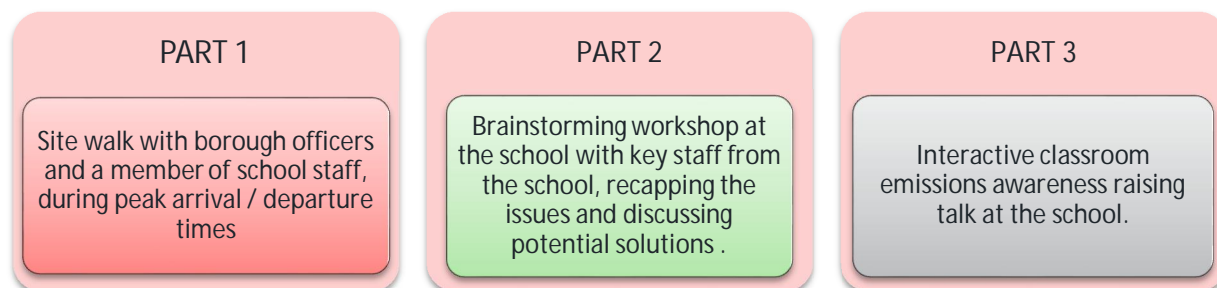 PART 1
Site walk with borough officers
and a member of school staff,
during peak arrival / departure
times
PART 2
Brainstorming workshop at
the school with key staff from
the school, recapping the
issues and discussing
potential solutions .
PART 3
Interactive classroom
emissions awareness raising
talk at the school.